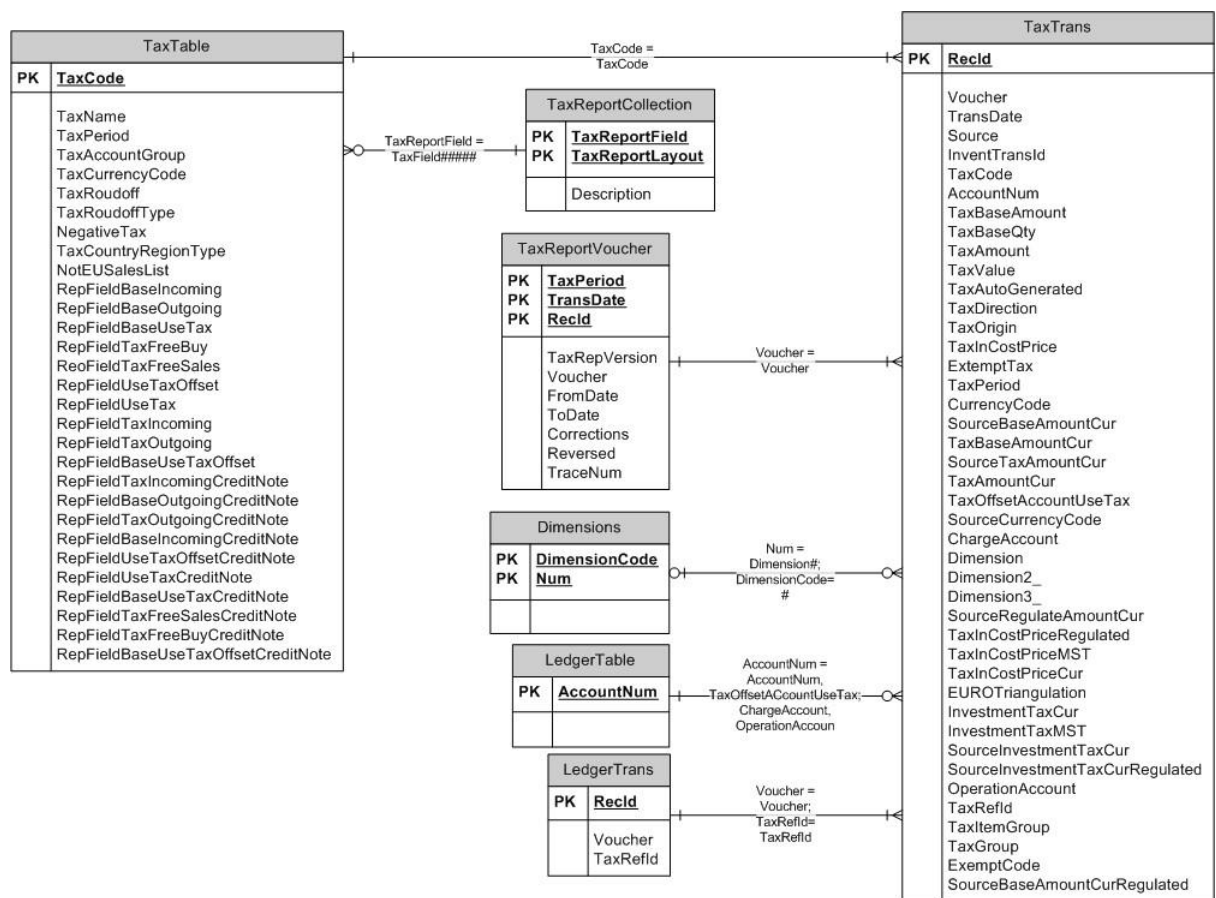 TaxTable
PK TaxCode
TaxName
TaxPeriod
TaxAccountGroup
TaxCurrencyCode
TaxRoudoff
TaxRoudoffType
NegativeTax
TaxCountryRegionType
NotEUSalesList
RepFieldBaseIncoming
RepFieldBaseOutgoing
RepFieldBaseUseTax
RepFieldTaxFreeBuy
ReoFieldTaxFreeSales
RepFieldUseTaxOffset
RepFieldUseTax
RepFieldTaxIncoming
RepFieldTaxOutgoing
RepFieldBaseUseTaxOffset
RepFieldTaxIncomingCreditNote
RepFieldBaseOutgoingCreditNote
RepFieldTaxOutgoingCreditNote
RepFieldBaseIncomingCreditNote
RepFieldUseTaxOffsetCreditNote
RepFieldUseTaxCreditNote
RepFieldBaseUseTaxCreditNote
RepFieldTaxFreeSalesCreditNote
RepFieldTaxFreeBuyCreditNote
RepFieldBaseUseTaxOffsetCreditNote
TaxCode =
TaxCode
TaxReportField =
TaxField#####
TaxReportCollection
PK TaxReportField
PK TaxReportLayout
Description
TaxReportVoucher
PK TaxPeriod
PK TransDate
PK RecId
TaxRepVersion
Voucher
FromDate
ToDate
Corrections
Reversed
TraceNum
Voucher =
Voucher
Dimensions
PK DimensionCode
PK Num
Num =
Dimension#;
DimensionCode=
#
LedgerTable
PK AccountNum
AccountNum =
AccountNum,
TaxOffsetACcountUseTax;
ChargeAccount,
OperationAccoun
LedgerTrans
PK RecId
Voucher
TaxRefId
Voucher =
Voucher;
TaxRefId=
TaxRefId
TaxTrans
PK RecId
Voucher
TransDate
Source
InventTransId
TaxCode
AccountNum
TaxBaseAmount
TaxBaseQty
TaxAmount
TaxValue
TaxAutoGenerated
TaxDirection
TaxOrigin
TaxInCostPrice
ExtemptTax
TaxPeriod
CurrencyCode
SourceBaseAmountCur
TaxBaseAmountCur
SourceTaxAmountCur
TaxAmountCur
TaxOffsetAccountUseTax
SourceCurrencyCode
ChargeAccount
Dimension
Dimension2_
Dimension3_
SourceRegulateAmountCur
TaxInCostPriceRegulated
TaxInCostPriceMST
TaxInCostPriceCur
EUROTriangulation
InvestmentTaxCur
InvestmentTaxMST
SourceInvestmentTaxCur
SourceInvestmentTaxCurRegulated
OperationAccount
TaxRefId
TaxItemGroup
TaxGroup
ExemptCode
SourceBaseAmountCurRegulated